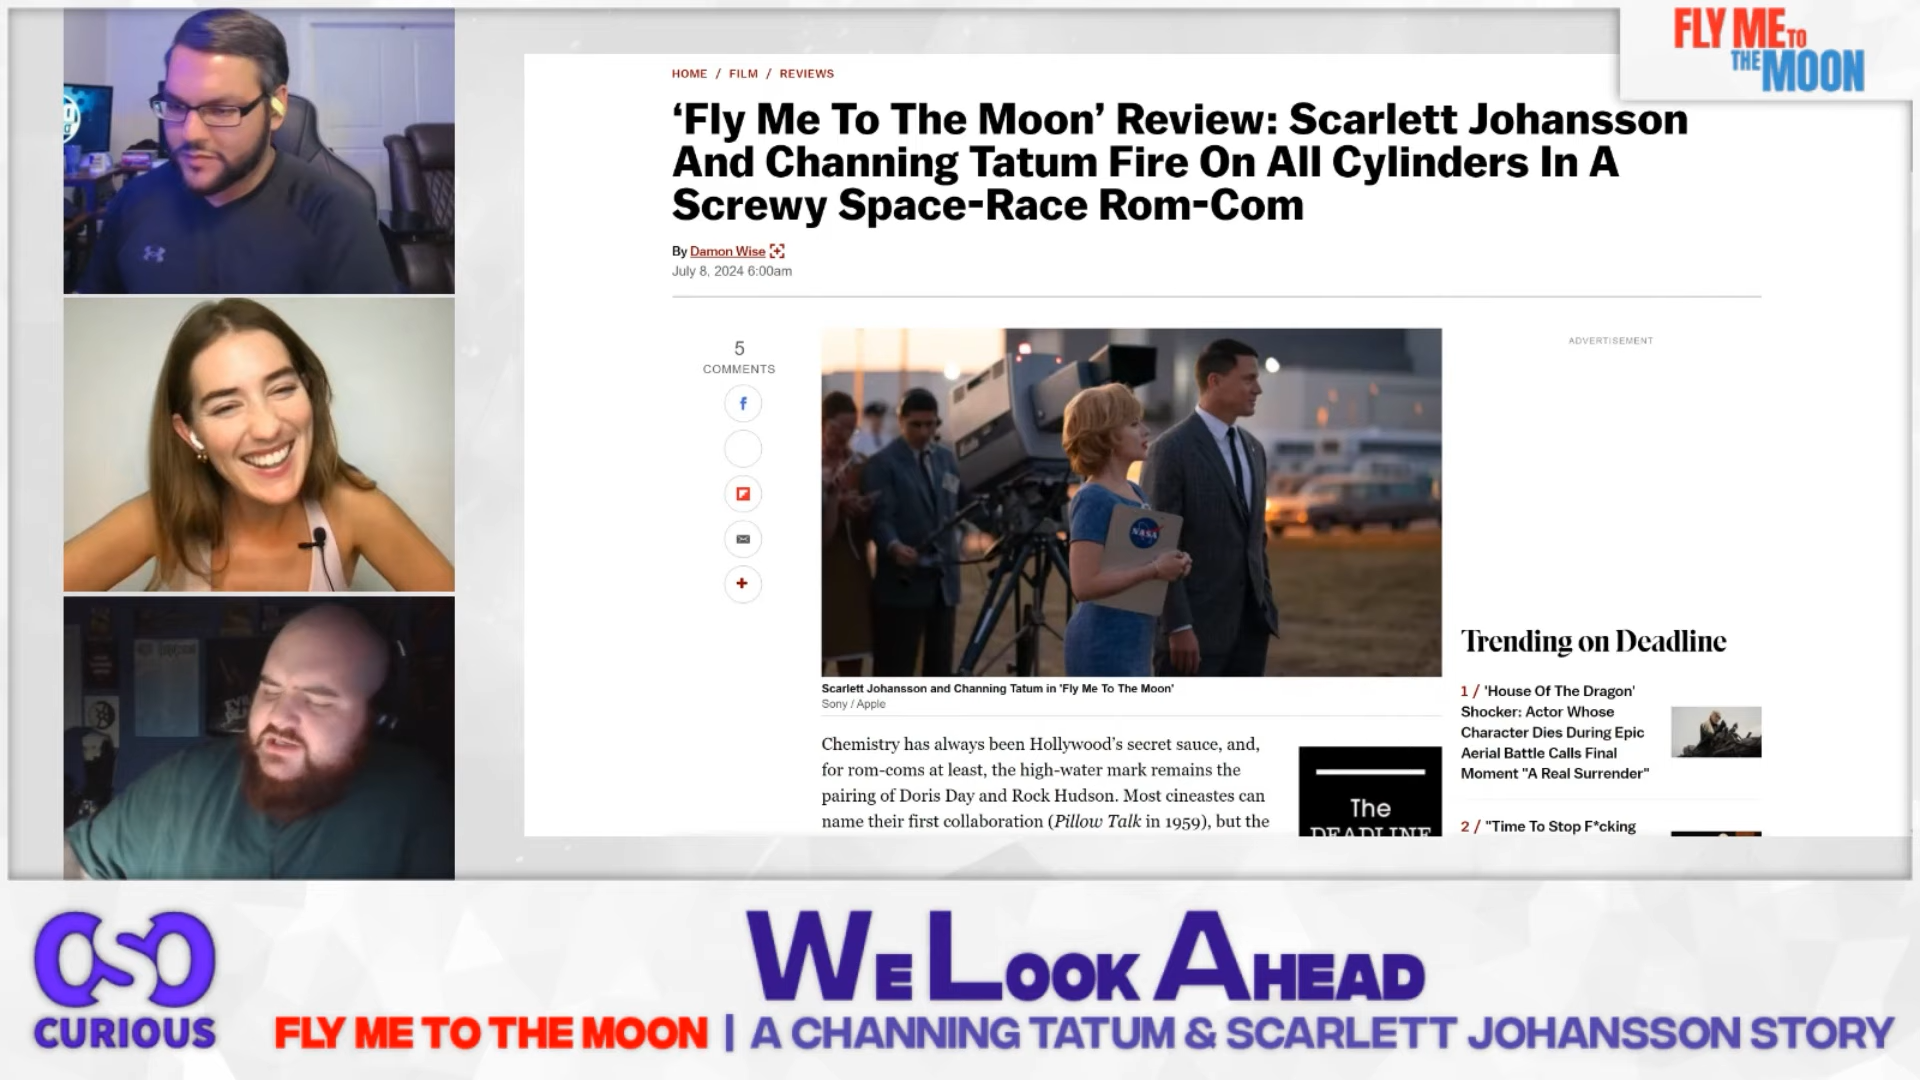 FLY ME TO
THE MOON
HOME / FILM / REVIEWS
‘Fly Me To The Moon’ Review: Scarlett Johansson
And Channing Tatum Fire On All Cylinders In A
Screwy Space-Race Rom-Com
By Damon Wise
July 8, 2024 6:00am
5
COMMENTS
ADVERTISEMENT
NASA
Scarlett Johansson and Channing Tatum in 'Fly Me To The Moon'
Sony / Apple
Chemistry has always been Hollywood’s secret sauce, and,
for rom-coms at least, the high-water mark remains the
pairing of Doris Day and Rock Hudson. Most cineastes can
name their first collaboration (Pillow Talk in 1959), but the
The
DEADLINE
Trending on Deadline
1 / 'House Of The Dragon'
Shocker: Actor Whose
Character Dies During Epic
Aerial Battle Calls Final
Moment "A Real Surrender"
2 / "Time To Stop F*cking
CSO
CURIOUS
WE LOOK AHEAD
FLY ME TO THE MOON | A CHANNING TATUM & SCARLETT JOHANSSON STORY